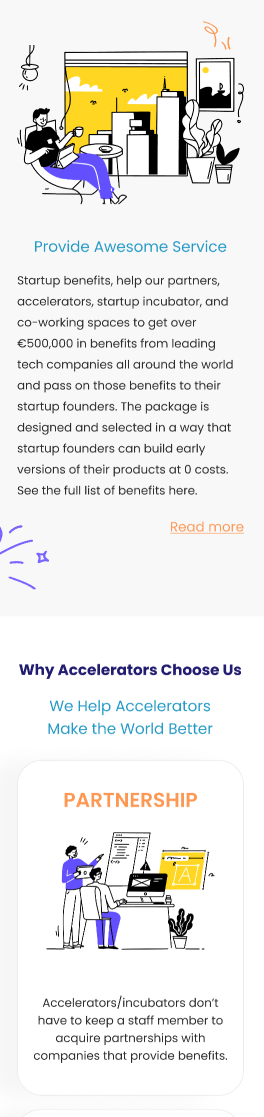 Provide Awesome Service
Startup benefits, help our partners,
accelerators, startup incubator, and
co-working spaces to get over
€500,000 in benefits from leading
tech companies all around the world
and pass on those benefits to their
startup founders. The package is
designed and selected in a way that
startup founders can build early
versions of their products at 0 costs.
See the full list of benefits here.
Read more
Why Accelerators Choose Us
We Help Accelerators
Make the World Better
PARTNERSHIP
A
Accelerators/incubators don’t
have to keep a staff member to
acquire partnerships with
companies that provide benefits.